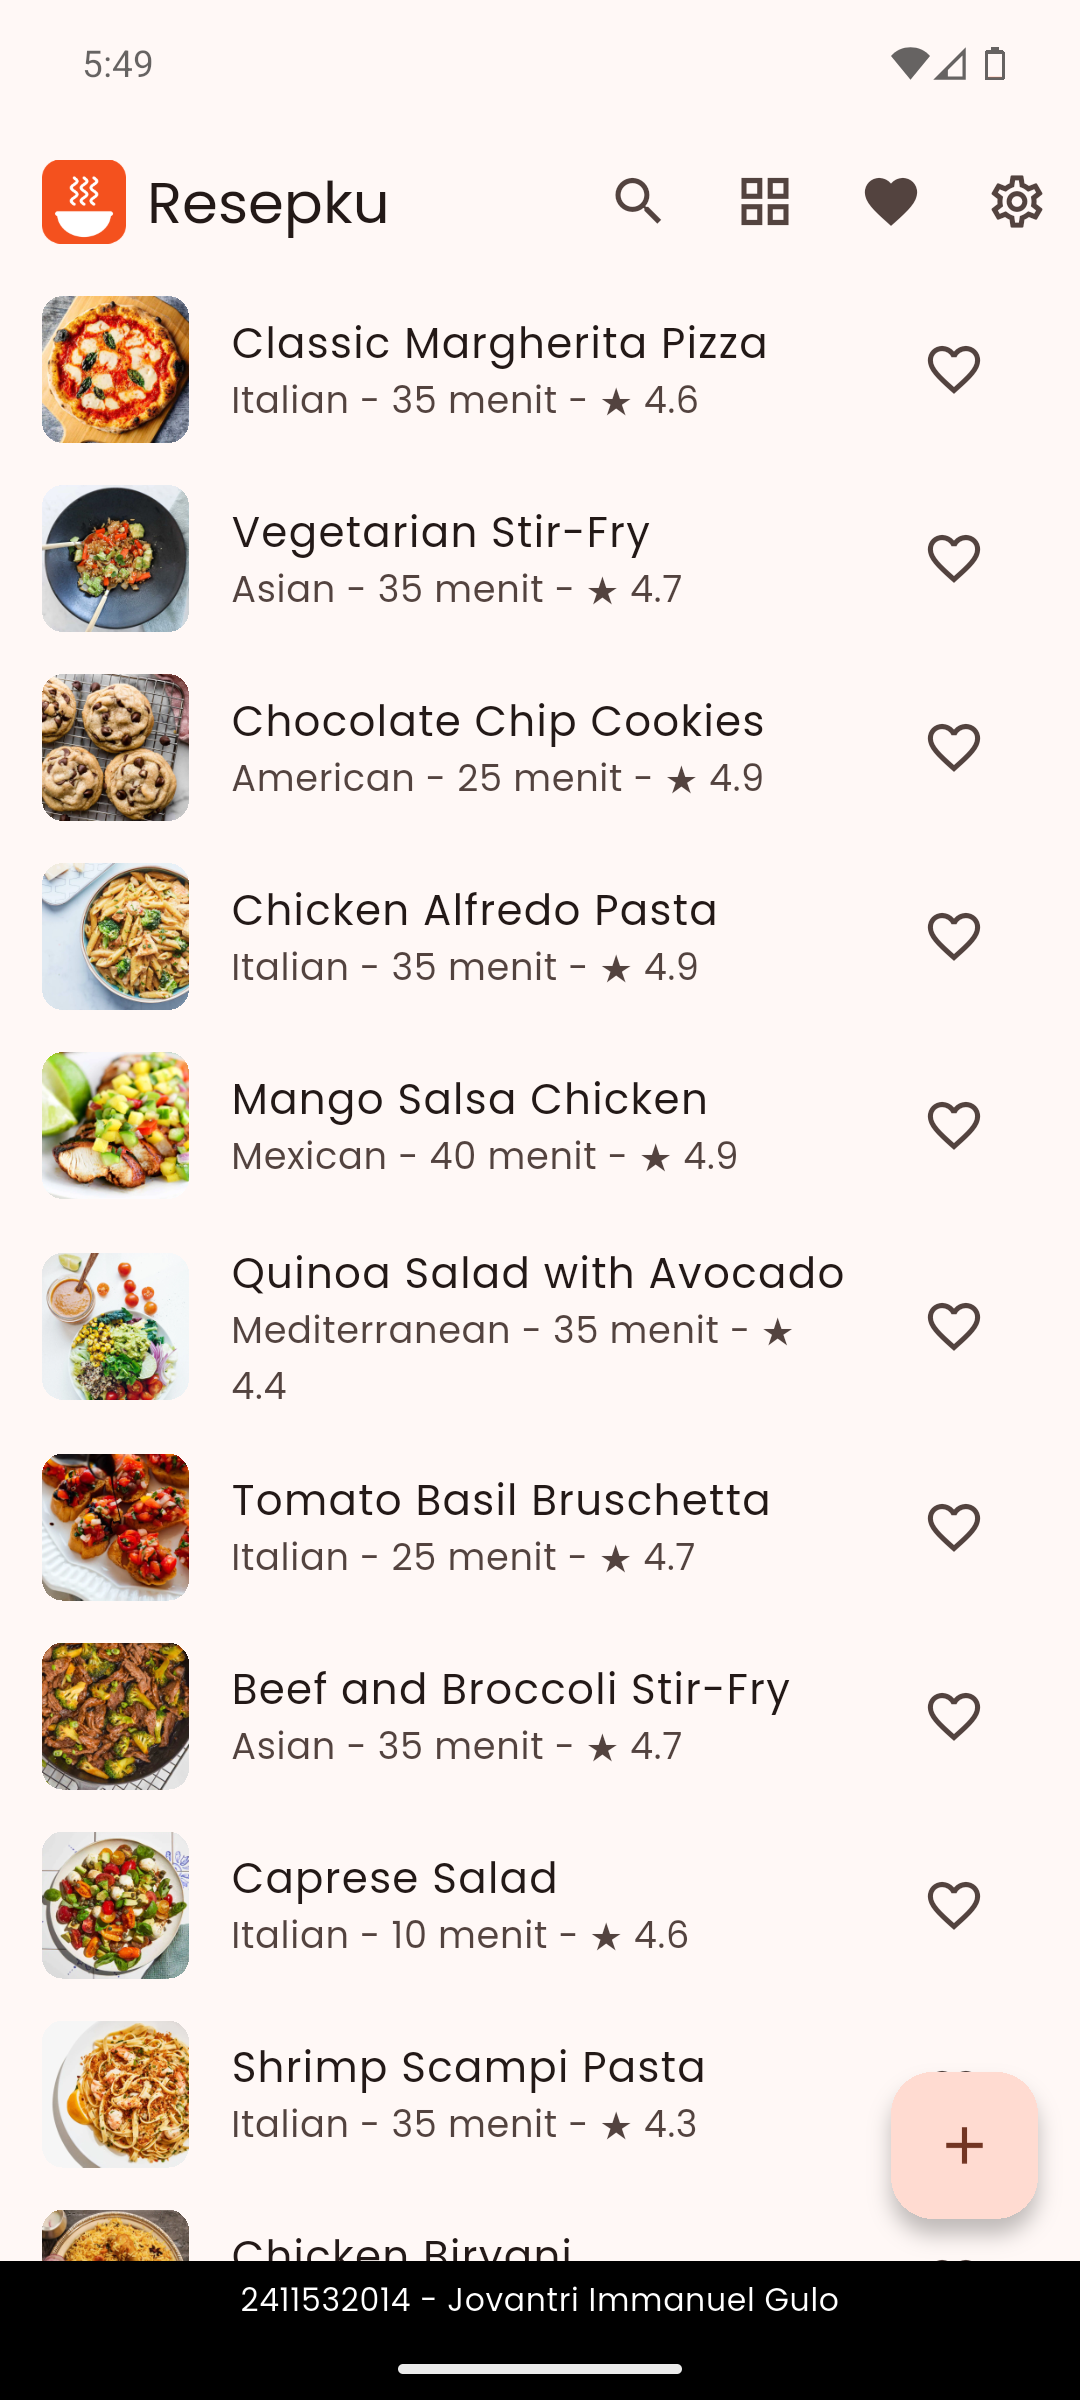 5:49
Resepku
Classic Margherita Pizza
Italian - 35 menit - ★ 4.6
Vegetarian Stir-Fry
Asian - 35 menit - ★ 4.7
Chocolate Chip Cookies
American - 25 menit - ★ 4.9
Chicken Alfredo Pasta
Italian - 35 menit - ★ 4.9
Mango Salsa Chicken
Mexican - 40 menit - ★ 4.9
Quinoa Salad with Avocado
Mediterranean - 35 menit - ★
4.4
Tomato Basil Bruschetta
Italian - 25 menit - ★ 4.7
Beef and Broccoli Stir-Fry
Asian - 35 menit - ★ 4.7
Caprese Salad
Italian - 10 menit - ★ 4.6
Shrimp Scampi Pasta
Italian - 35 menit - ★ 4.3
Chicken Biryani
2411532014 - Jovantri Immanuel Gulo